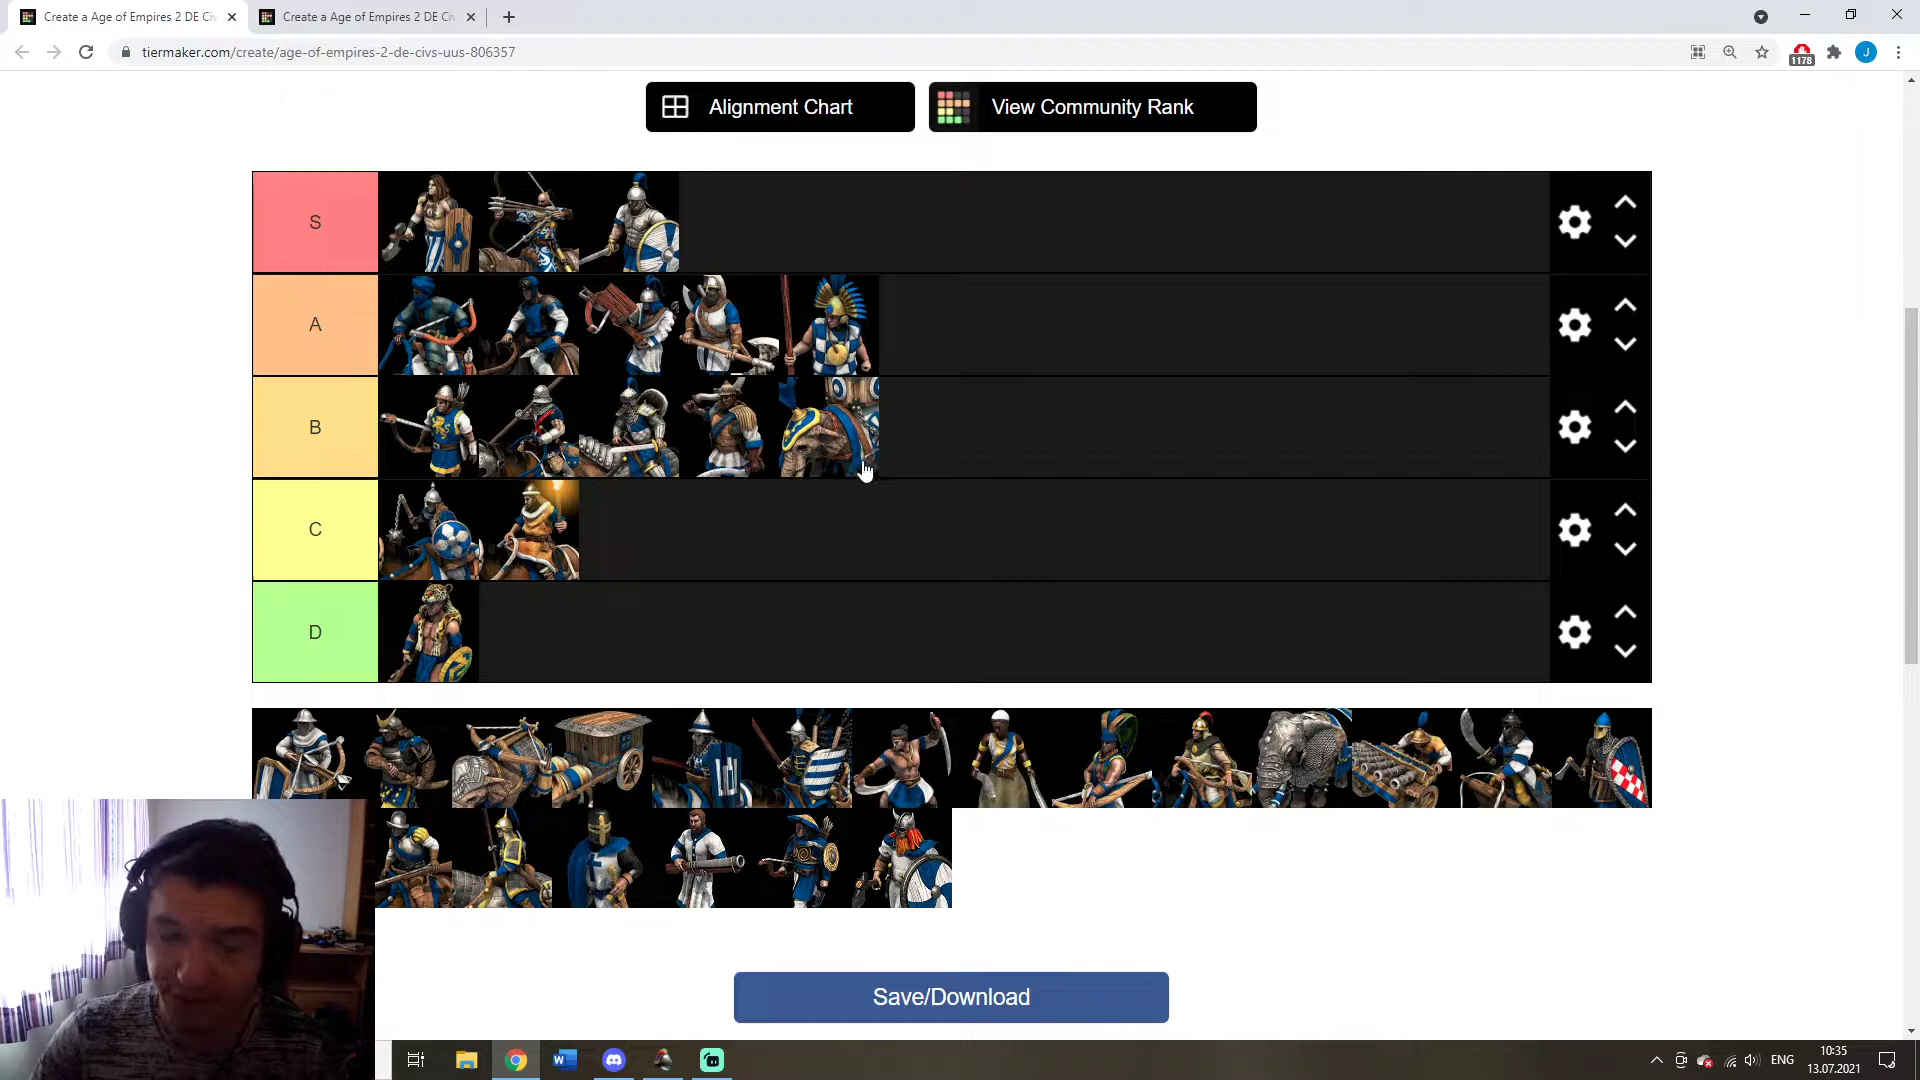 Create a Age of Empires 2 DE Civ
Create a Age of Empires 2 DE Civ
tiermaker.com/create/age-of-empires-2-de-civs-uus-806357
1178
J
Alignment Chart
View Community Rank
S
A
B
C
D
Save/Download
ENG
10:35
13.07.2021